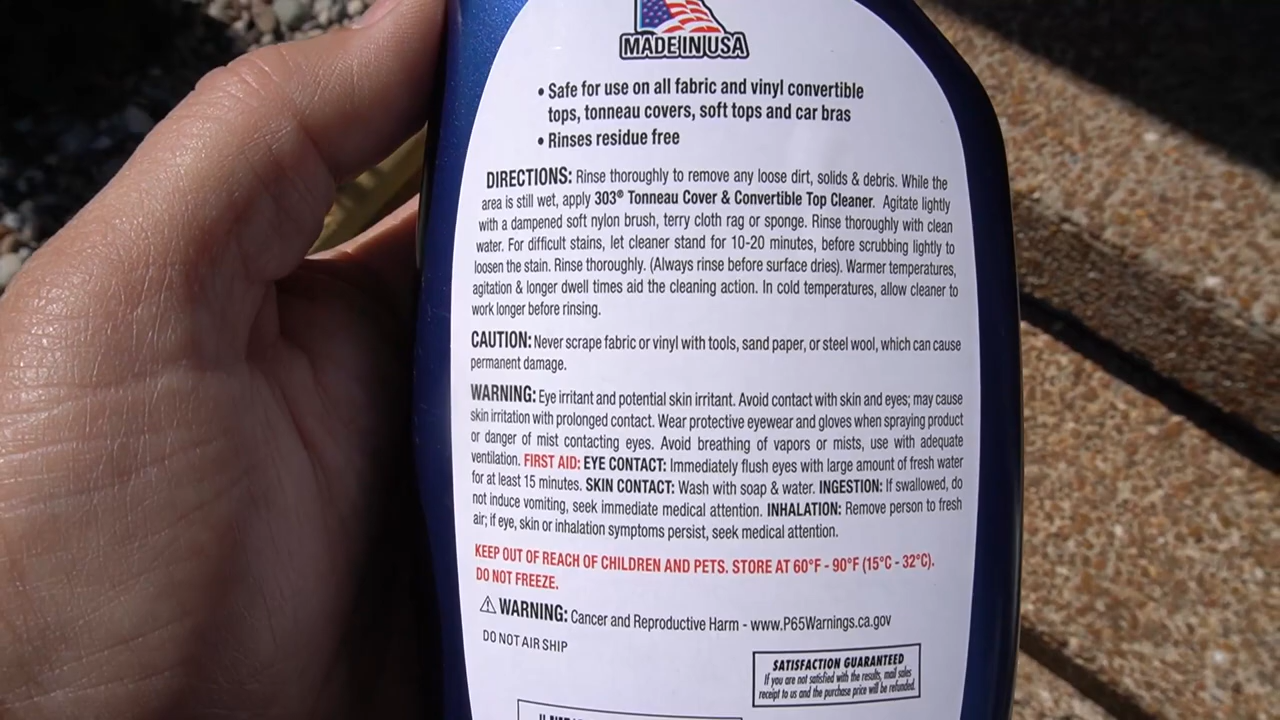 MADE IN USA
• Safe for use on all fabric and vinyl convertible
tops, tonneau covers, soft tops and car bras
• Rinses residue free
DIRECTIONS: Rinse thoroughly to remove any loose dirt, solids & debris. While the
area is still wet, apply 303® Tonneau Cover & Convertible Top Cleaner. Agitate lightly
with a dampened soft nylon brush, terry cloth rag or sponge. Rinse thoroughly with clean
water. For difficult stains, let cleaner stand for 10-20 minutes, before scrubbing lightly to
loosen the stain. Rinse thoroughly. (Always rinse before surface dries). Warmer temperatures,
agitation & longer dwell times aid the cleaning action. In cold temperatures, allow cleaner to
work longer before rinsing.
CAUTION: Never scrape fabric or vinyl with tools, sand paper, or steel wool, which can cause
permanent damage.
WARNING: Eye irritant and potential skin irritant. Avoid contact with skin and eyes; may cause
skin irritation with prolonged contact. Wear protective eyewear and gloves when spraying product
or danger of mist contacting eyes. Avoid breathing of vapors or mists, use with adequate
ventilation. FIRST AID: EYE CONTACT: Immediately flush eyes with large amount of fresh water
for at least 15 minutes. SKIN CONTACT: Wash with soap & water. INGESTION: If swallowed, do
not induce vomiting, seek immediate medical attention. INHALATION: Remove person to fresh
air; if eye, skin or inhalation symptoms persist, seek medical attention.
KEEP OUT OF REACH OF CHILDREN AND PETS. STORE AT 60°F - 90°F (15°C - 32°C).
DO NOT FREEZE.
⚠ WARNING: Cancer and Reproductive Harm - www.P65Warnings.ca.gov
DO NOT AIR SHIP
SATISFACTION GUARANTEED
If you are not satisfied with the results, mail sales
receipt to us and the purchase price will be refunded.